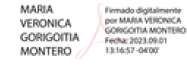 MARIA
VERONICA
GORIGOITIA
MONTERO
Firmado digitalmente
por MARIA VERONICA
GORIGOITIA MONTERO
Fecha: 2023.09.01
13:16:57 -04'00'